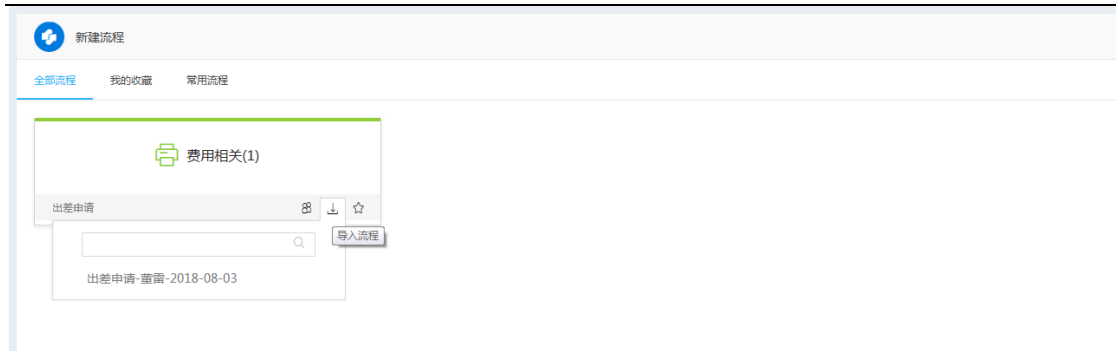 新建流程
全部流程 我的收藏 常用流程
费用相关(1)
出差申请
导入流程
出差申请-董雷-2018-08-03